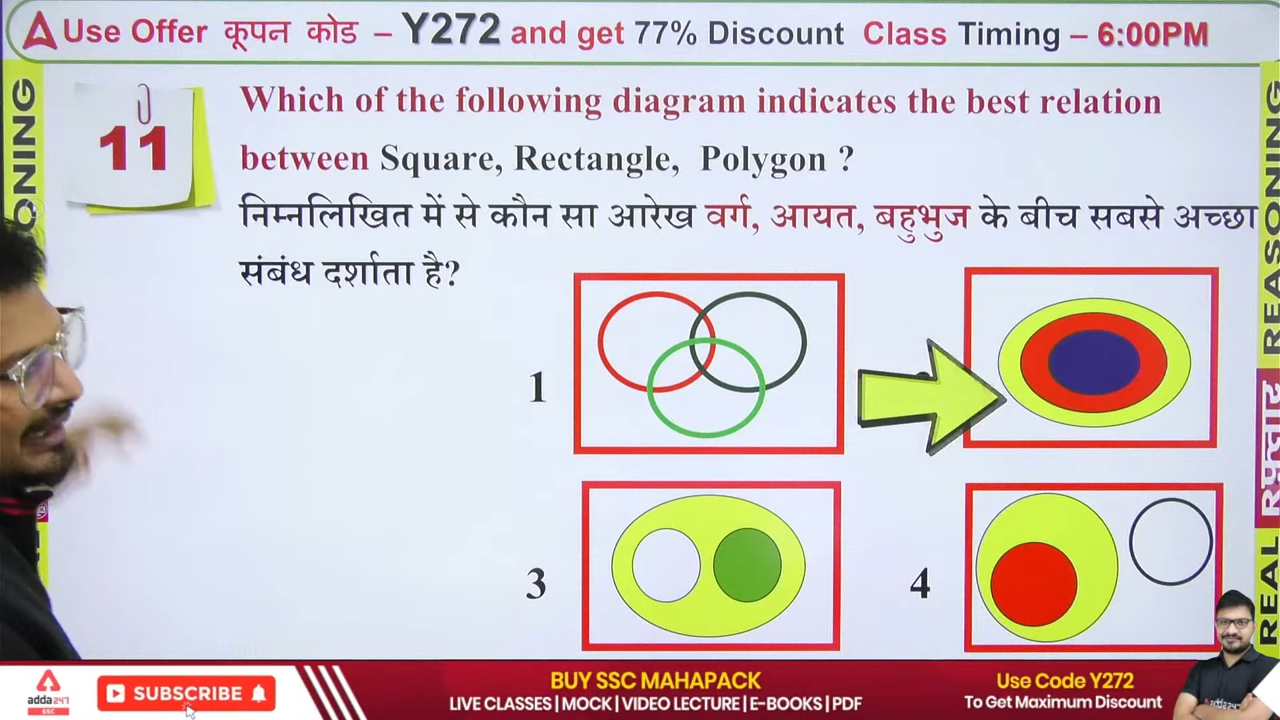 Use Offer कूपन कोड – Y272 and get 77% Discount Class Timing – 6:00PM
11
Which of the following diagram indicates the best relation
between Square, Rectangle, Polygon ?
निम्नलिखित में से कौन सा आरेख वर्ग, आयत, बहुभुज के बीच सबसे अच्छा
संबंध दर्शाता है?
1
3
4
ONING
REASONING
REAL
adda247
SSC
SUBSCRIBE
BUY SSC MAHAPACK
LIVE CLASSES | MOCK | VIDEO LECTURE | E-BOOKS | PDF
Use Code Y272
To Get Maximum Discount